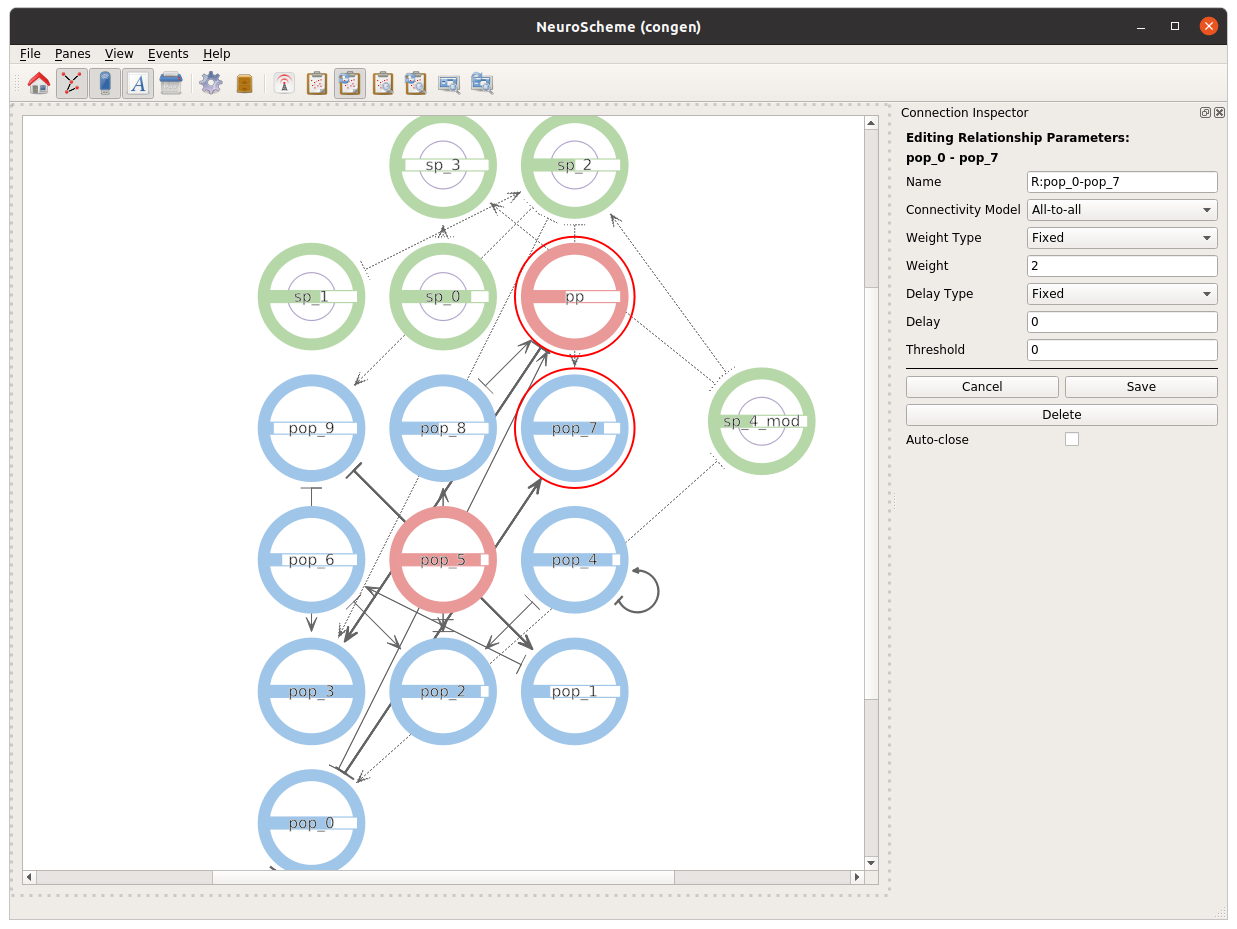 NeuroScheme (congen)
File Panes View Events Help
A
Connection Inspector
Editing Relationship Parameters:
pop_0 - pop_7
Name R:pop_0-pop_7
Connectivity Model All-to-all
Weight Type Fixed
Weight 2
Delay Type Fixed
Delay 0
Threshold 0
Cancel Save
Delete
Auto-close
sp_3 sp_2
sp_1 sp_0 pp
sp_4_mod
pop_9 pop_8 pop_7
pop_6 pop_5 pop_4
pop_3 pop_2 pop_1
pop_0